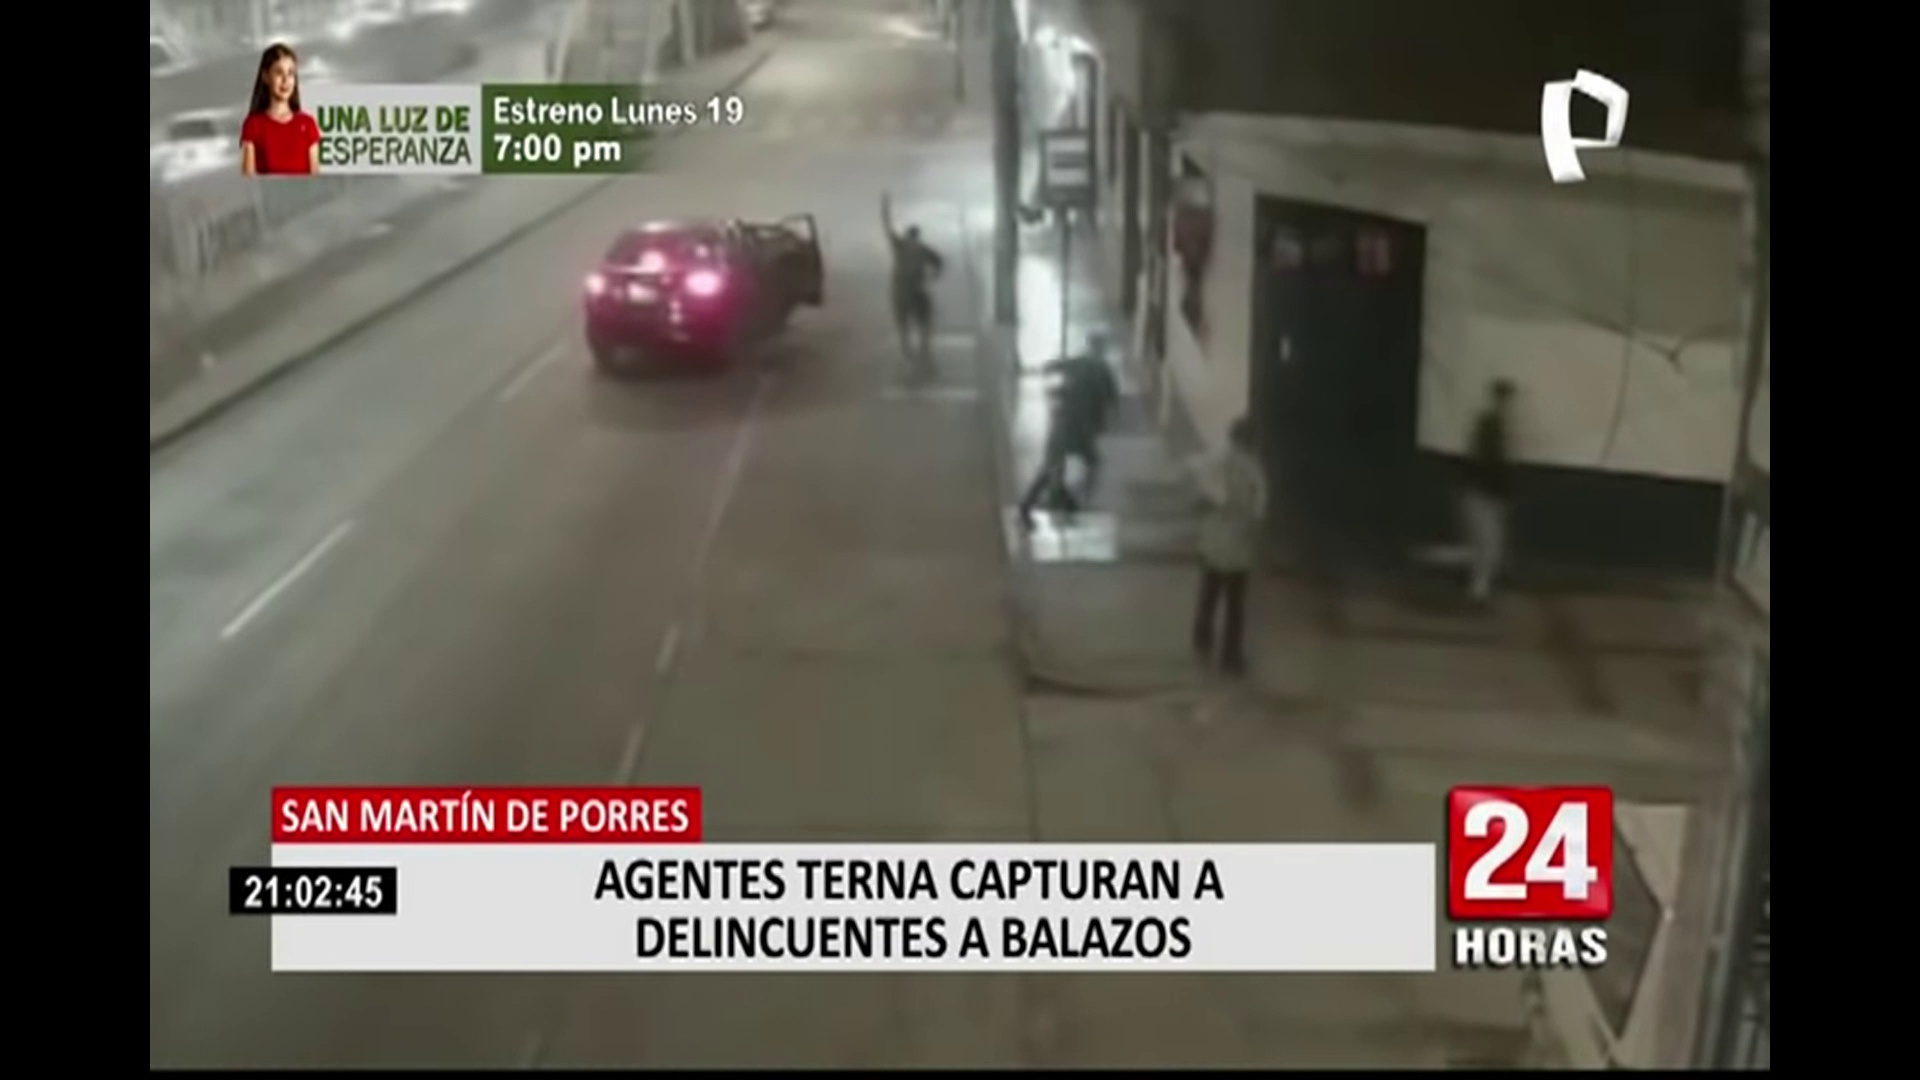 UNA LUZ DE
ESPERANZA
Estreno Lunes 19
7:00 pm
SAN MARTÍN DE PORRES
AGENTES TERNA CAPTURAN A
DELINCUENTES A BALAZOS
21:02:45
24
HORAS